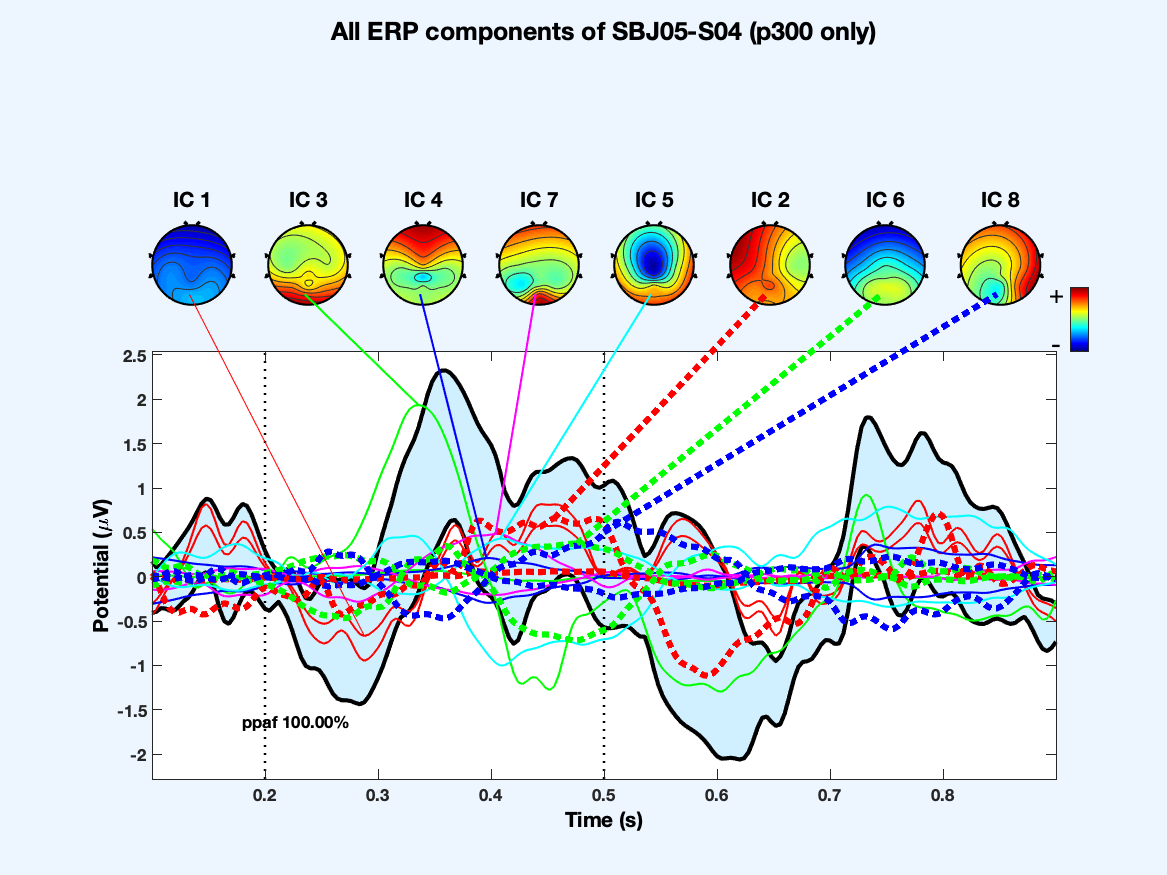 All ERP components of SBJ05-S04 (p300 only)
IC 1 IC 3 IC 4 IC 7 IC 5 IC 2 IC 6 IC 8
+
-
2.5
2
1.5
1
0.5
0
-0.5
-1
-1.5
-2
Potential (μV)
ppaf 100.00%
0.2 0.3 0.4 0.5 0.6 0.7 0.8
Time (s)